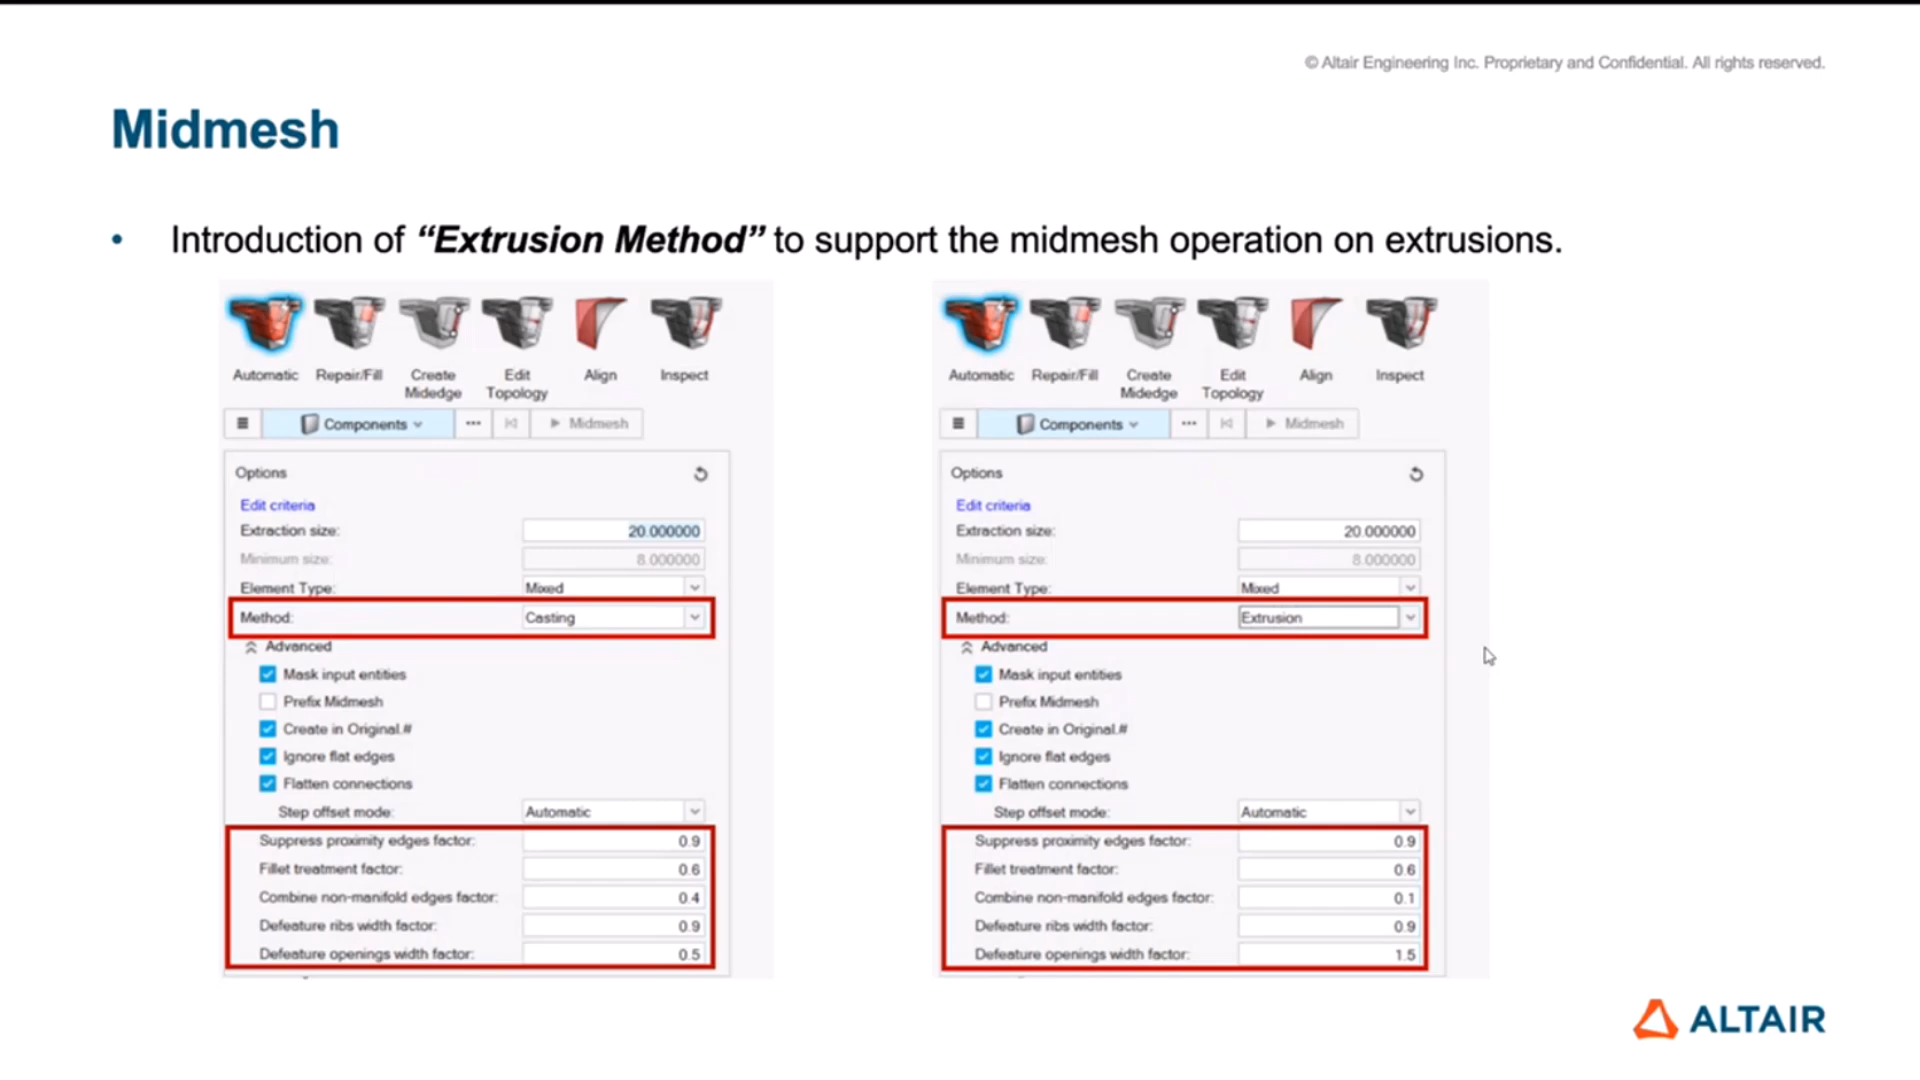 © Altair Engineering Inc. Proprietary and Confidential. All rights reserved.
Midmesh
• Introduction of “Extrusion Method” to support the midmesh operation on extrusions.
Automatic Repair/Fill Create Midedge Edit Topology Align Inspect
Components ··· Midmesh
Options
Edit criteria
Extraction size: 20.000000
Minimum size: 8.000000
Element Type: Mixed
Method: Casting
Advanced
Mask input entities
Prefix Midmesh
Create in Original.#
Ignore flat edges
Flatten connections
Step offset mode: Automatic
Suppress proximity edges factor: 0.9
Fillet treatment factor: 0.6
Combine non-manifold edges factor: 0.4
Defeature ribs width factor: 0.9
Defeature openings width factor: 0.5
Automatic Repair/Fill Create Midedge Edit Topology Align Inspect
Components ··· Midmesh
Options
Edit criteria
Extraction size: 20.000000
Minimum size: 8.000000
Element Type: Mixed
Method: Extrusion
Advanced
Mask input entities
Prefix Midmesh
Create in Original.#
Ignore flat edges
Flatten connections
Step offset mode: Automatic
Suppress proximity edges factor: 0.9
Fillet treatment factor: 0.6
Combine non-manifold edges factor: 0.1
Defeature ribs width factor: 0.9
Defeature openings width factor: 1.5
ALTAIR